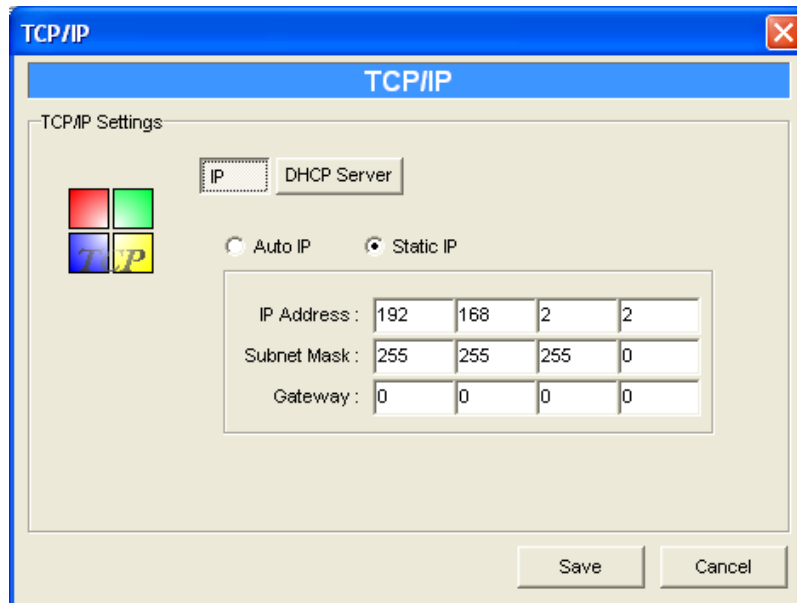 TCP/IP
TCP/IP
TCP/IP Settings
IP DHCP Server
TCP
Auto IP Static IP
IP Address : 192 168 2 2
Subnet Mask : 255 255 255 0
Gateway : 0 0 0 0
Save Cancel